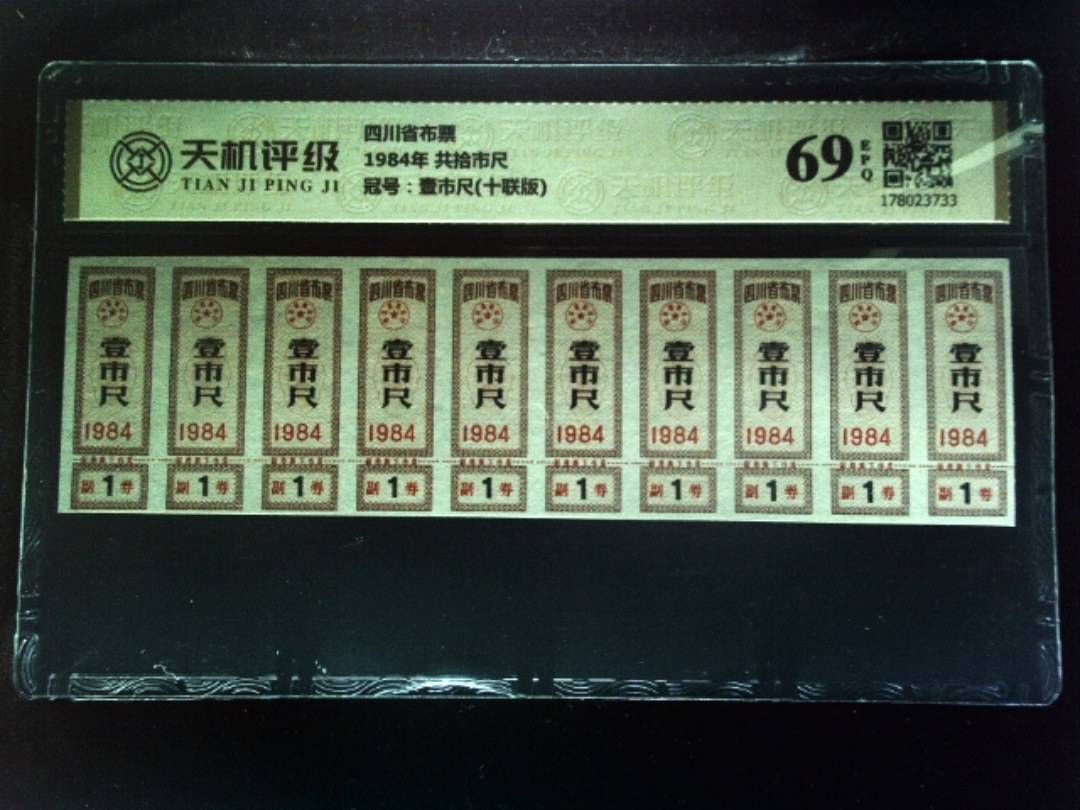 天机评级
TIAN JI PING JI
四川省布票
1984年 共拾市尺
冠号：壹市尺(十联版)
69
EPQ
178023733
四川省布票 四川省布票 四川省布票 四川省布票 四川省布票 四川省布票 四川省布票 四川省布票 四川省布票 四川省布票
壹市尺 壹市尺 壹市尺 壹市尺 壹市尺 壹市尺 壹市尺 壹市尺 壹市尺 壹市尺
1984 1984 1984 1984 1984 1984 1984 1984 1984 1984
副1券 副1券 副1券 副1券 副1券 副1券 副1券 副1券 副1券 副1券